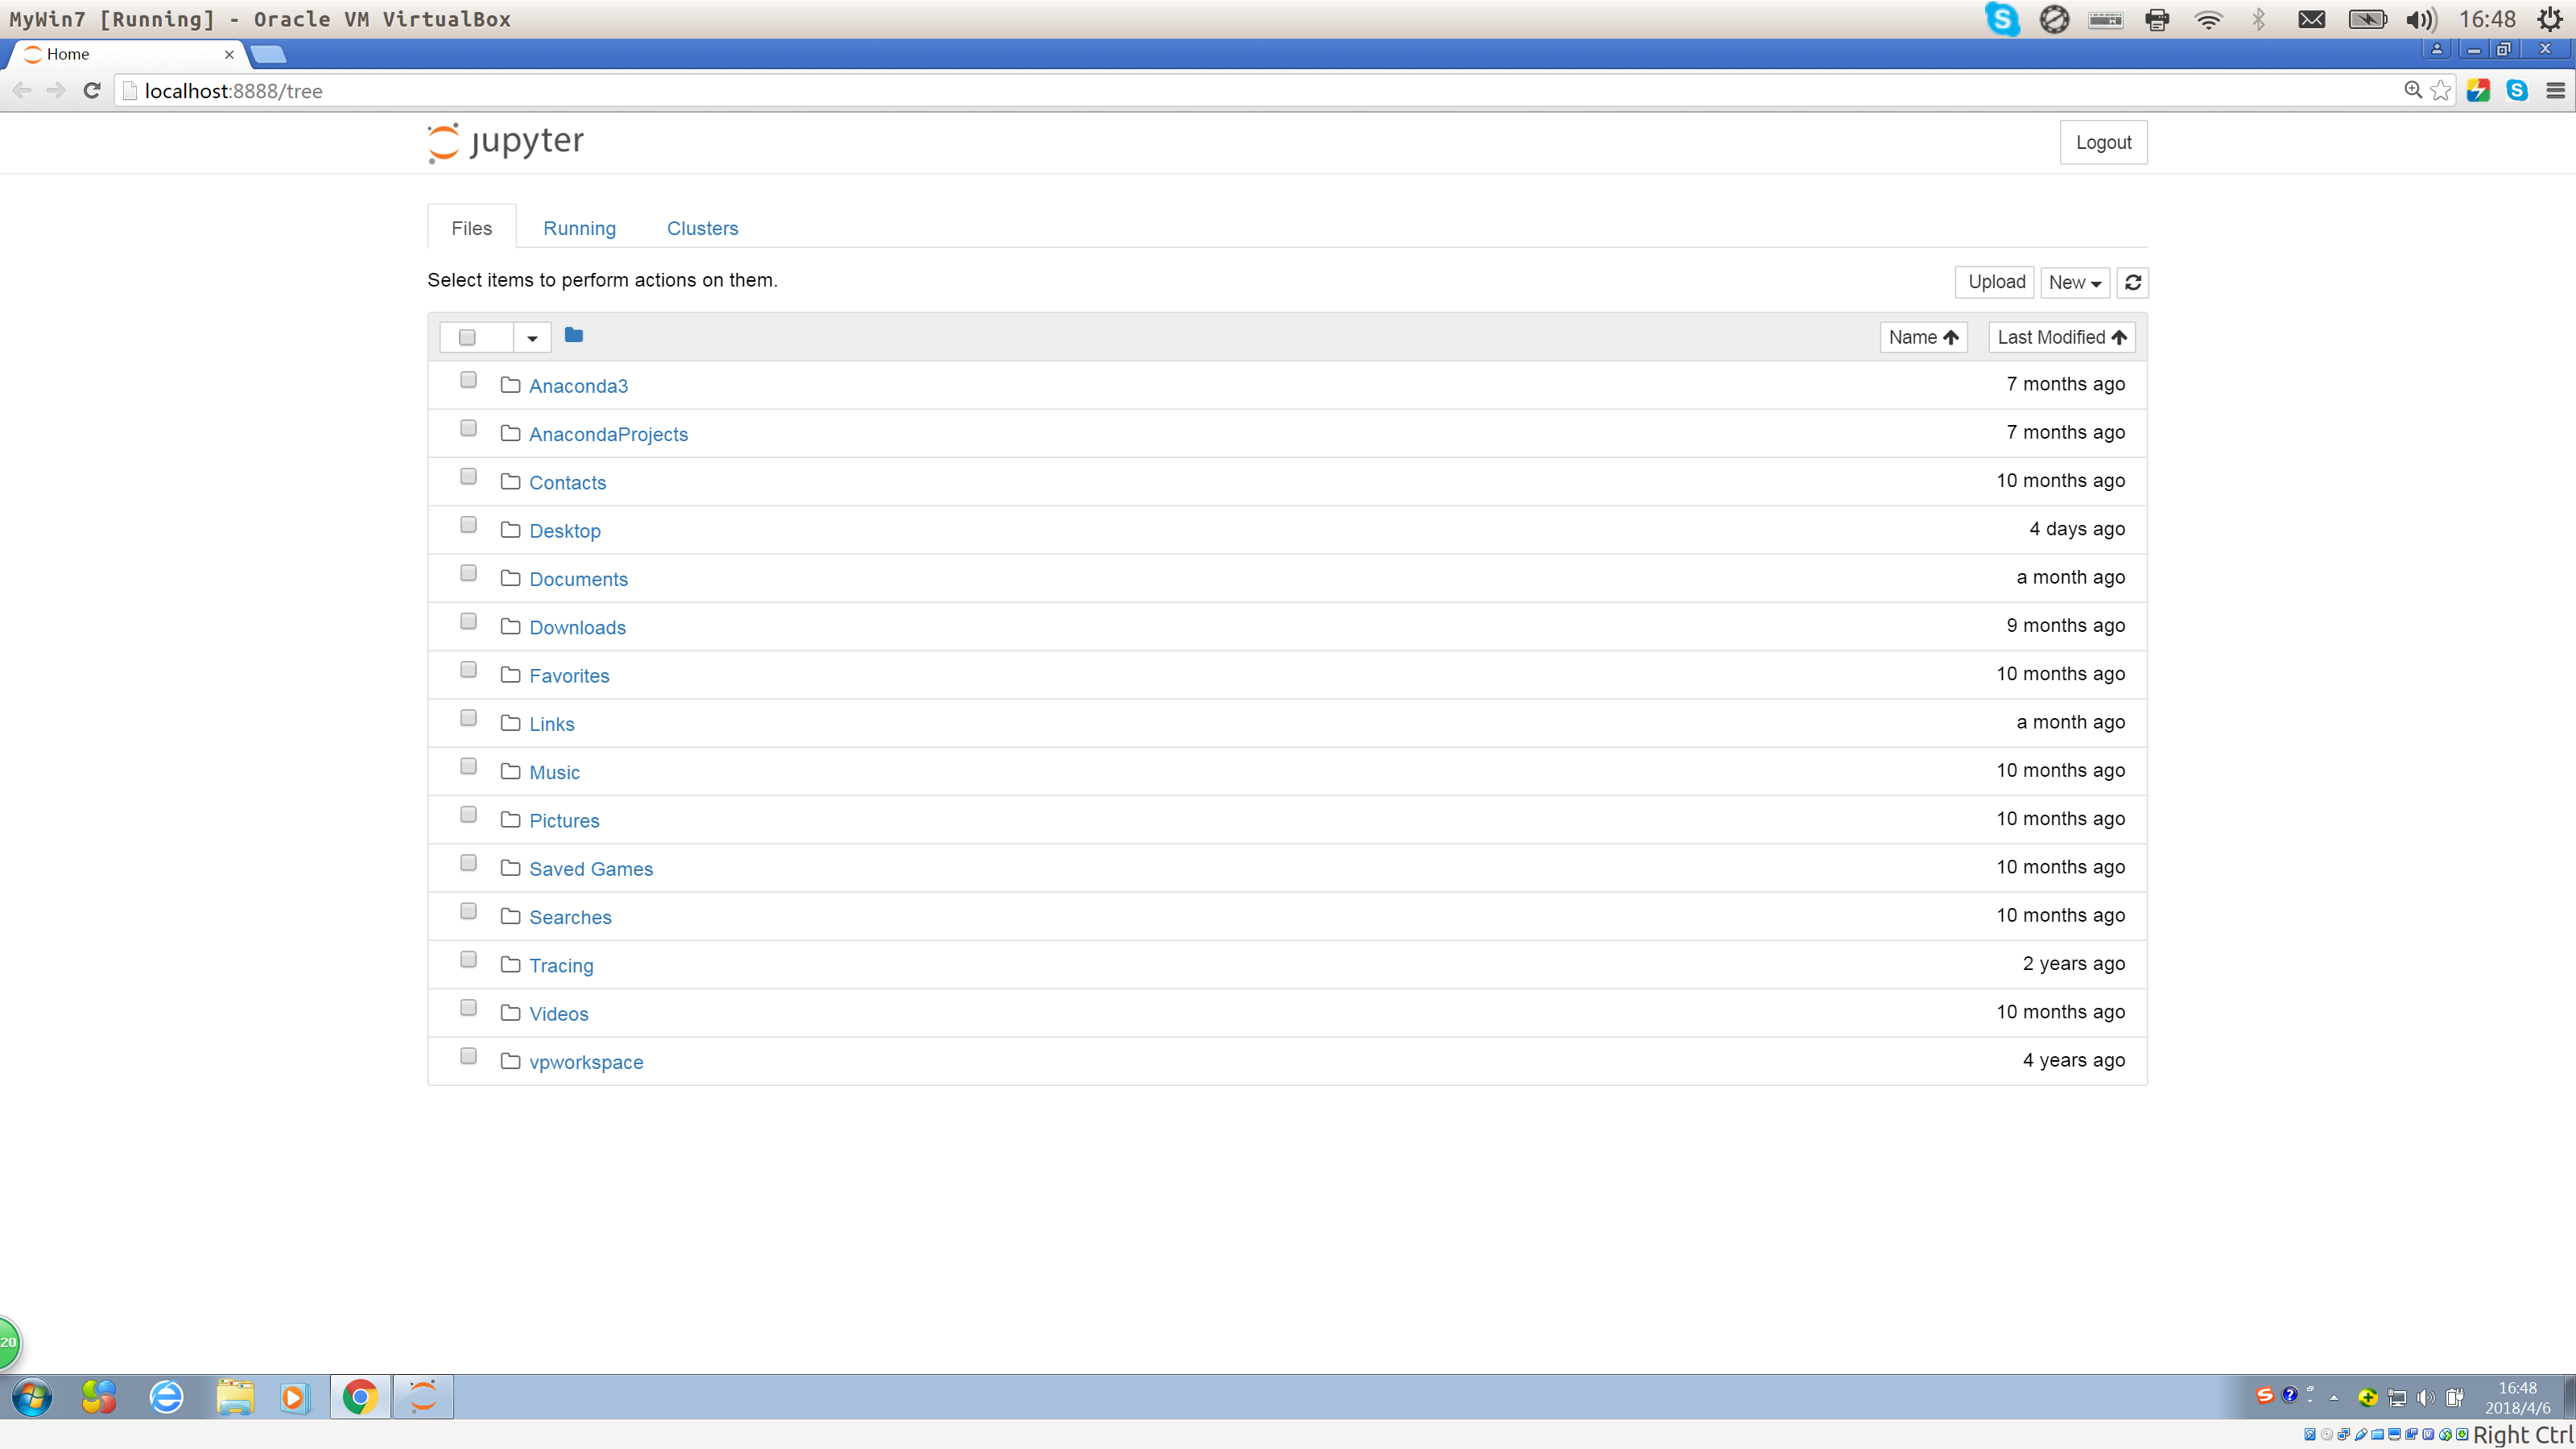 MyWin7 [Running] - Oracle VM VirtualBox
16:48
Home
localhost:8888/tree
jupyter
Logout
Files Running Clusters
Select items to perform actions on them.
Upload New
Name Last Modified
Anaconda3 7 months ago
AnacondaProjects 7 months ago
Contacts 10 months ago
Desktop 4 days ago
Documents a month ago
Downloads 9 months ago
Favorites 10 months ago
Links a month ago
Music 10 months ago
Pictures 10 months ago
Saved Games 10 months ago
Searches 10 months ago
Tracing 2 years ago
Videos 10 months ago
vpworkspace 4 years ago
20
16:48
2018/4/6
Right Ctrl